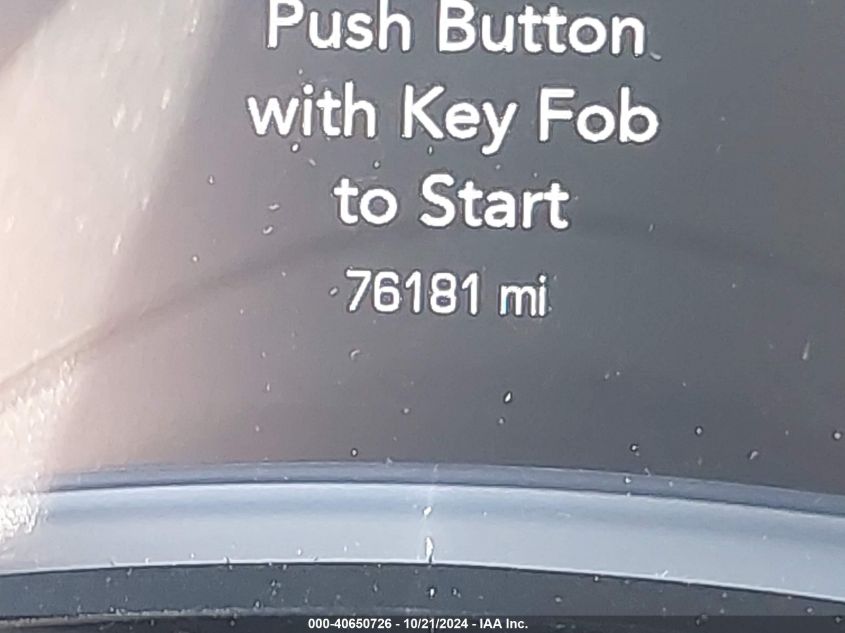 Push Button
with Key Fob
to Start
76181 mi
000-40650726 - 10/21/2024 - IAA Inc.